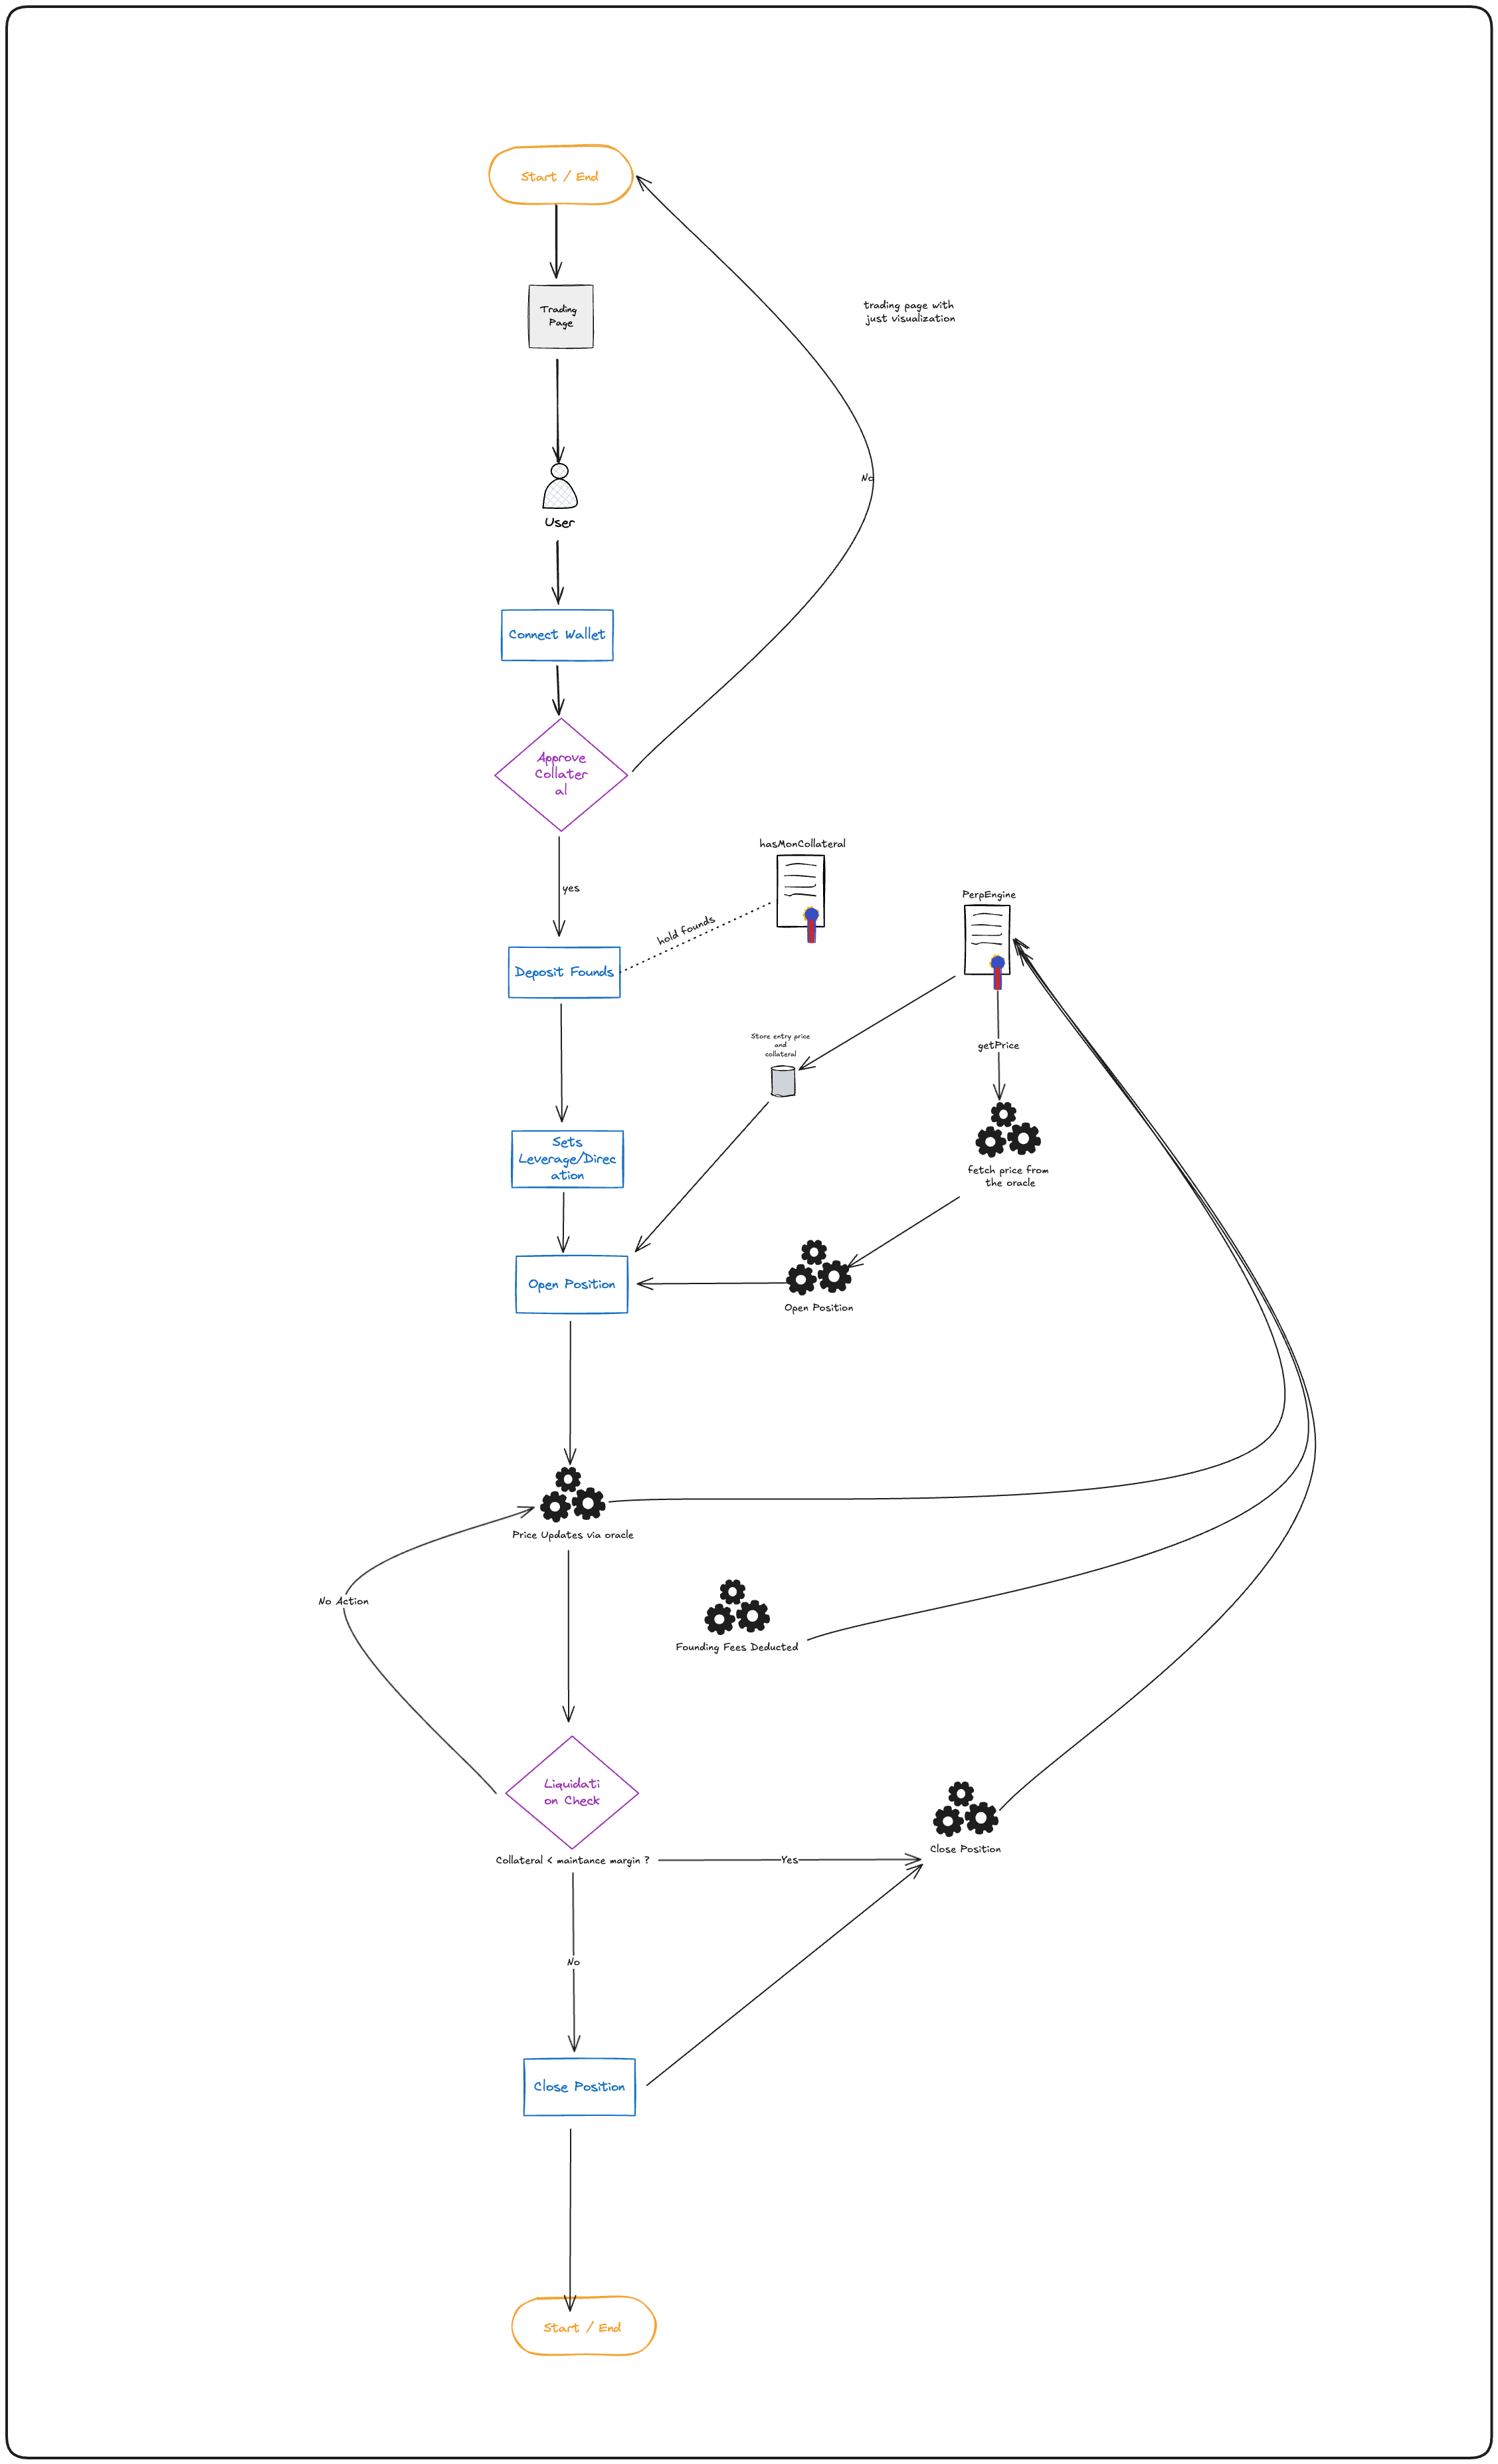 Start / End
Trading
Page
trading page with
just visualization
No
User
Connect Wallet
Approve
Collater
al
yes
hasMonCollateral
PerpEngine
hold founds
Deposit Founds
Store entry price
and
collateral
getPrice
Sets
Leverage/Direc
ation
fetch price from
the oracle
Open Position
Open Position
Price Updates via oracle
No Action
Founding Fees Deducted
Liquidati
on Check
Close Position
Collateral < maintance margin ?
Yes
No
Close Position
Start / End